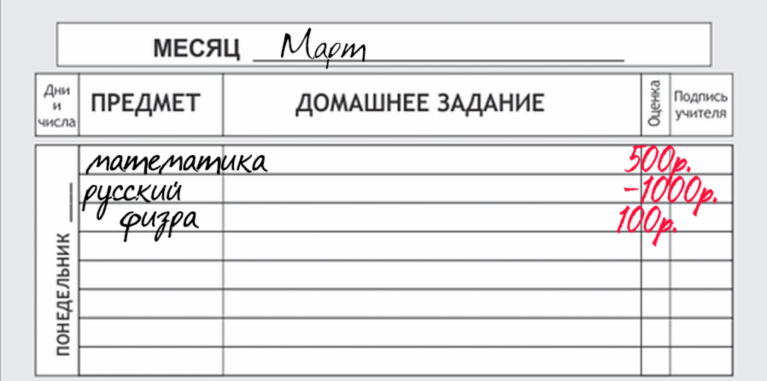 МЕСЯЦ Март
Дни и числа ПРЕДМЕТ ДОМАШНЕЕ ЗАДАНИЕ Оценка Подпись учителя
ПОНЕДЕЛЬНИК
математика 500р.
русский -1000р.
физра 100р.